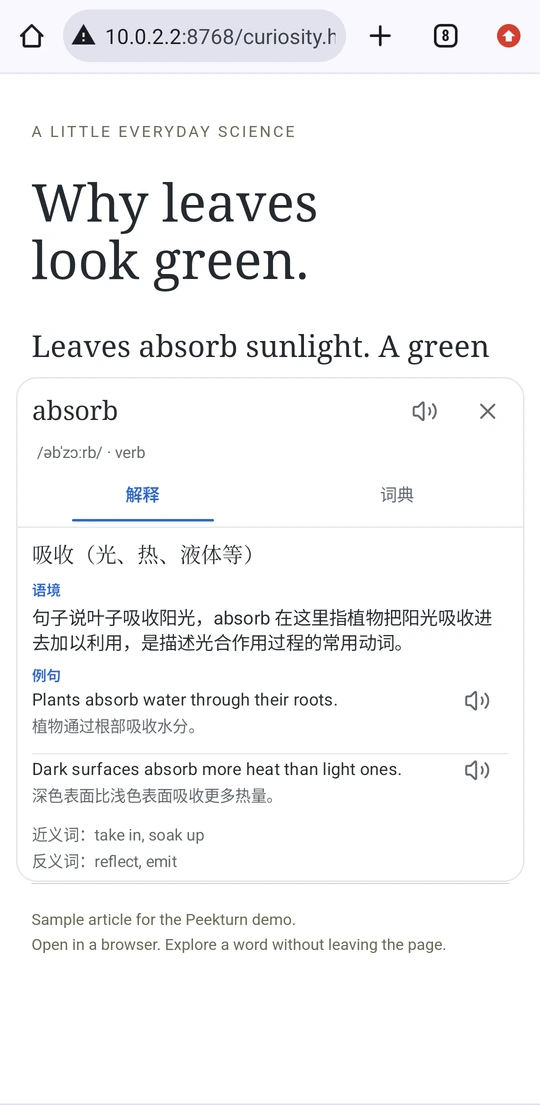 10.0.2.2:8768/curiosity.h
8
A LITTLE EVERYDAY SCIENCE
Why leaves
look green.
Leaves absorb sunlight. A green
absorb
/əbˈzɔːrb/ · verb
解释 词典
吸收（光、热、液体等）
语境
句子说叶子吸收阳光，absorb 在这里指植物把阳光吸收进
去加以利用，是描述光合作用过程的常用动词。
例句
Plants absorb water through their roots.
植物通过根部吸收水分。
Dark surfaces absorb more heat than light ones.
深色表面比浅色表面吸收更多热量。
近义词：take in, soak up
反义词：reflect, emit
Sample article for the Peekturn demo.
Open in a browser. Explore a word without leaving the page.